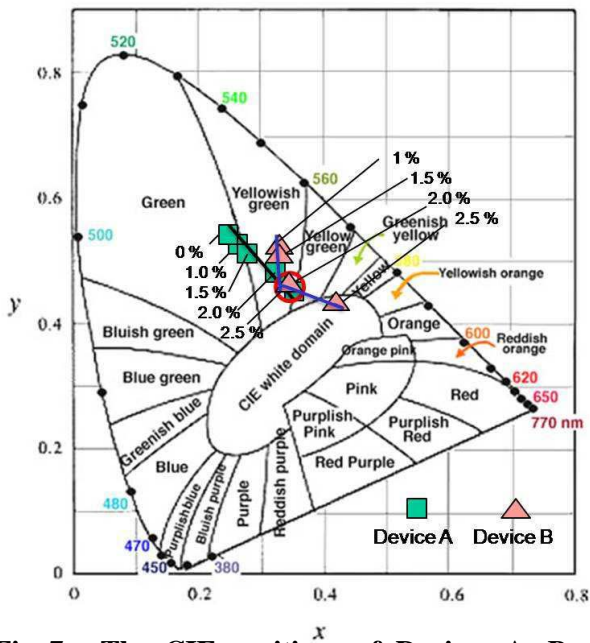 520
0.8
540
560
1 %
1.5 %
2.0 %
2.5 %
0.6
Green
Yellowish
green
Yellow
green
Greenish
yellow
500
0 %
1.0 %
1.5 %
2.0 %
2.5 %
580
Yellow
Yellowish orange
y
0.4
Bluish green
Orange
600
Reddish
orange
Orange pink
CIE white domain
Blue green
Pink
Red
620
650
770 nm
Greenish blue
Purplish
Pink
Purplish
Red
0.2
Blue
Red Purple
Purplish blue
Bluish purple
Purple
Reddish purple
480
470
450
380
Device A
Device B
0
0
0.2
0.4
0.6
0.8
x